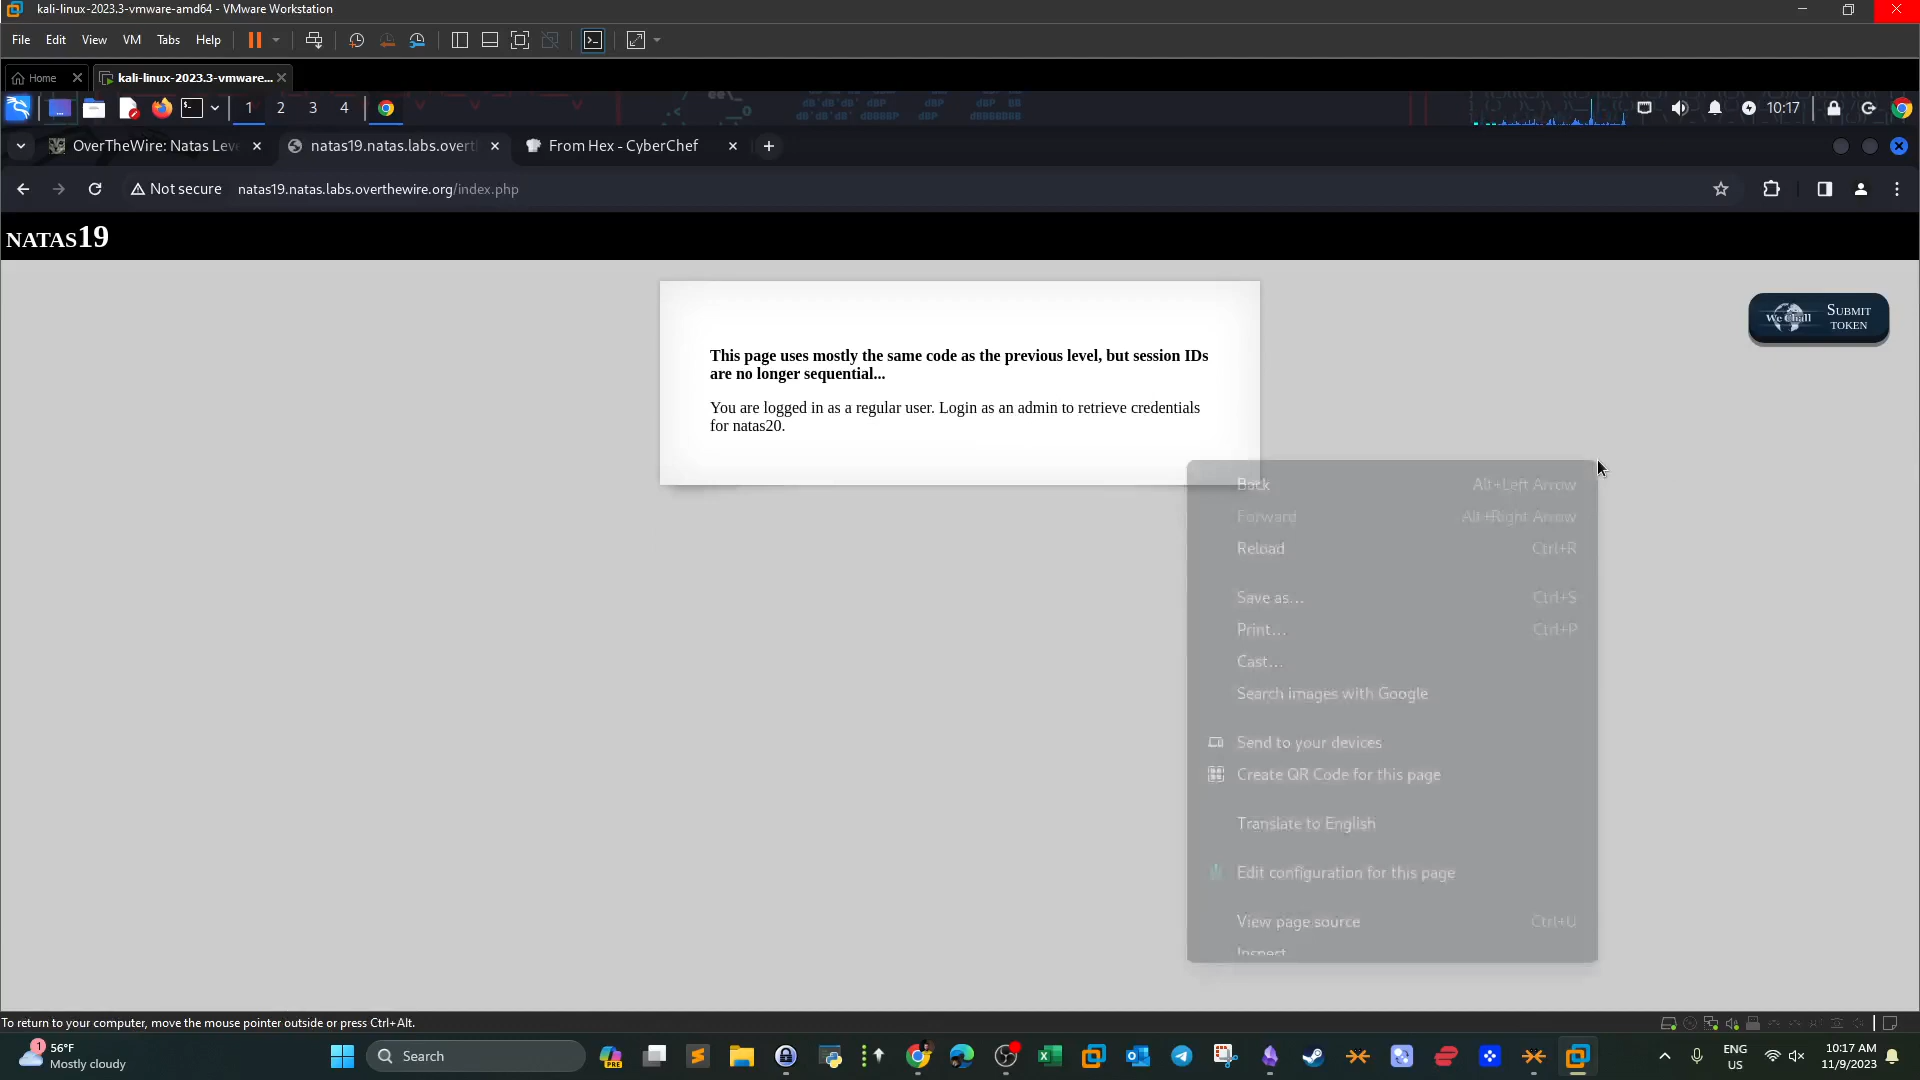 kali-linux-2023.3-vmware-amd64 - VMware Workstation
File Edit View VM Tabs Help
Home
kali-linux-2023.3-vmware...
1 2 3 4
10:17
OverTheWire: Natas Leve
natas19.natas.labs.overt
From Hex - CyberChef
Not secure
natas19.natas.labs.overthewire.org/index.php
NATAS19
This page uses mostly the same code as the previous level, but session IDs
are no longer sequential...
You are logged in as a regular user. Login as an admin to retrieve credentials
for natas20.
We Chall
SUBMIT
TOKEN
Back Alt+Left Arrow
Forward Alt+Right Arrow
Reload Ctrl+R
Save as... Ctrl+S
Print... Ctrl+P
Cast...
Search images with Google
Send to your devices
Create QR Code for this page
Translate to English
Edit configuration for this page
View page source Ctrl+U
Inspect
To return to your computer, move the mouse pointer outside or press Ctrl+Alt.
1
56°F
Mostly cloudy
Search
PRE
ENG
US
10:17 AM
11/9/2023